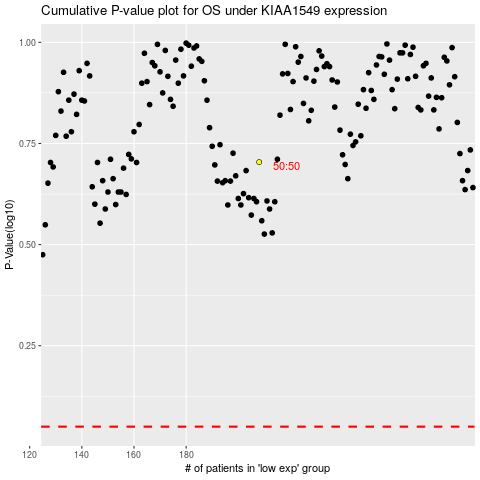 Cumulative P-value plot for OS under KIAA1549 expression
P-Value(log10)
1.00
0.75
0.50
0.25
50:50
120 140 160 180
# of patients in 'low exp' group